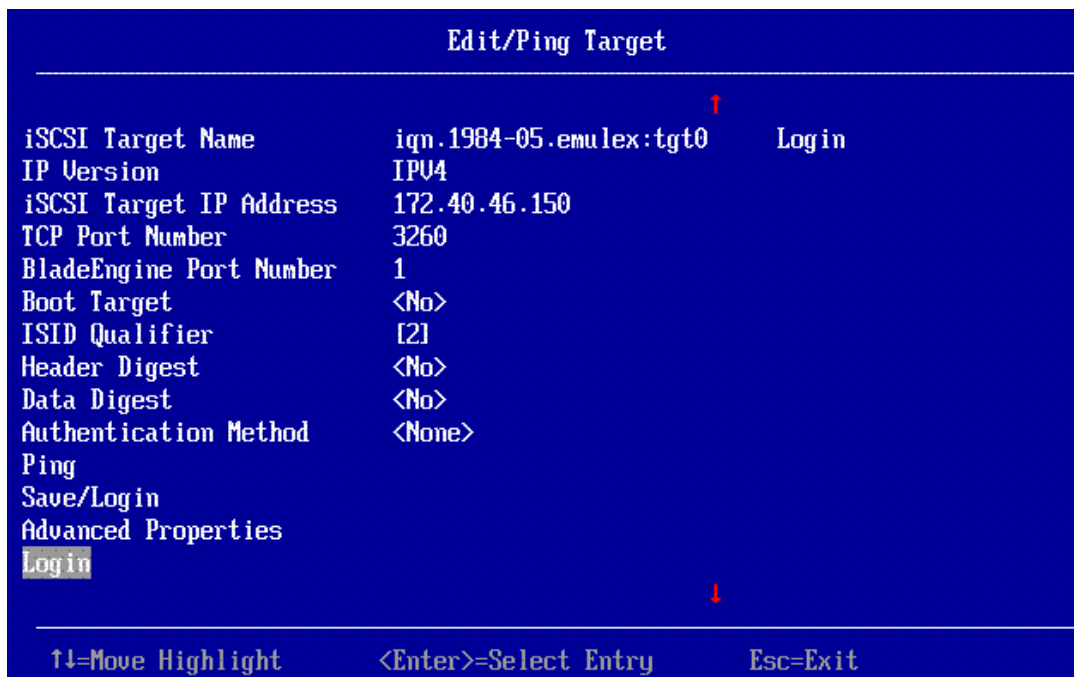 Edit/Ping Target
↑
iSCSI Target Name iqn.1984-05.emulex:tgt0 Login
IP Version IPV4
iSCSI Target IP Address 172.40.46.150
TCP Port Number 3260
BladeEngine Port Number 1
Boot Target <No>
ISID Qualifier [2]
Header Digest <No>
Data Digest <No>
Authentication Method <None>
Ping
Save/Login
Advanced Properties
Login
↓
↑↓=Move Highlight <Enter>=Select Entry Esc=Exit